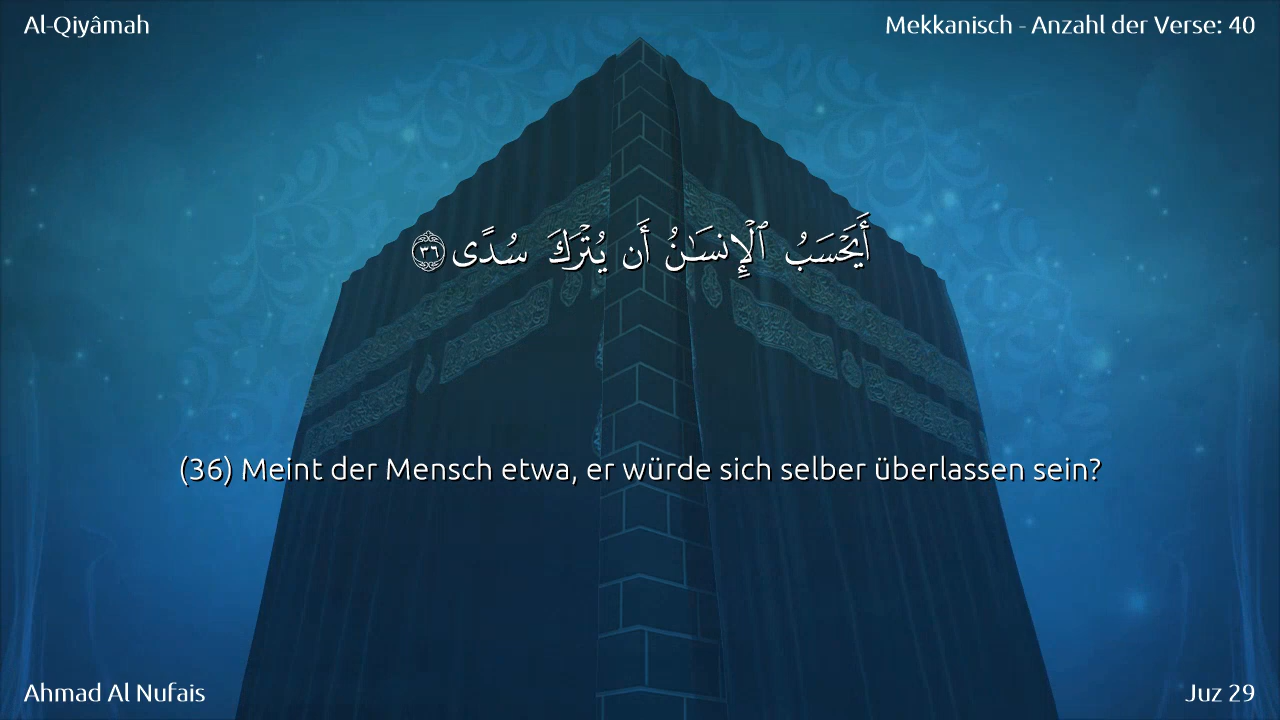 Al-Qiyâmah
Mekkanisch - Anzahl der Verse: 40
أَيَحْسَبُ ٱلْإِنسَـٰنُ أَن يُتْرَكَ سُدًى ٣٦
(36) Meint der Mensch etwa, er würde sich selber überlassen sein?
Ahmad Al Nufais
Juz 29